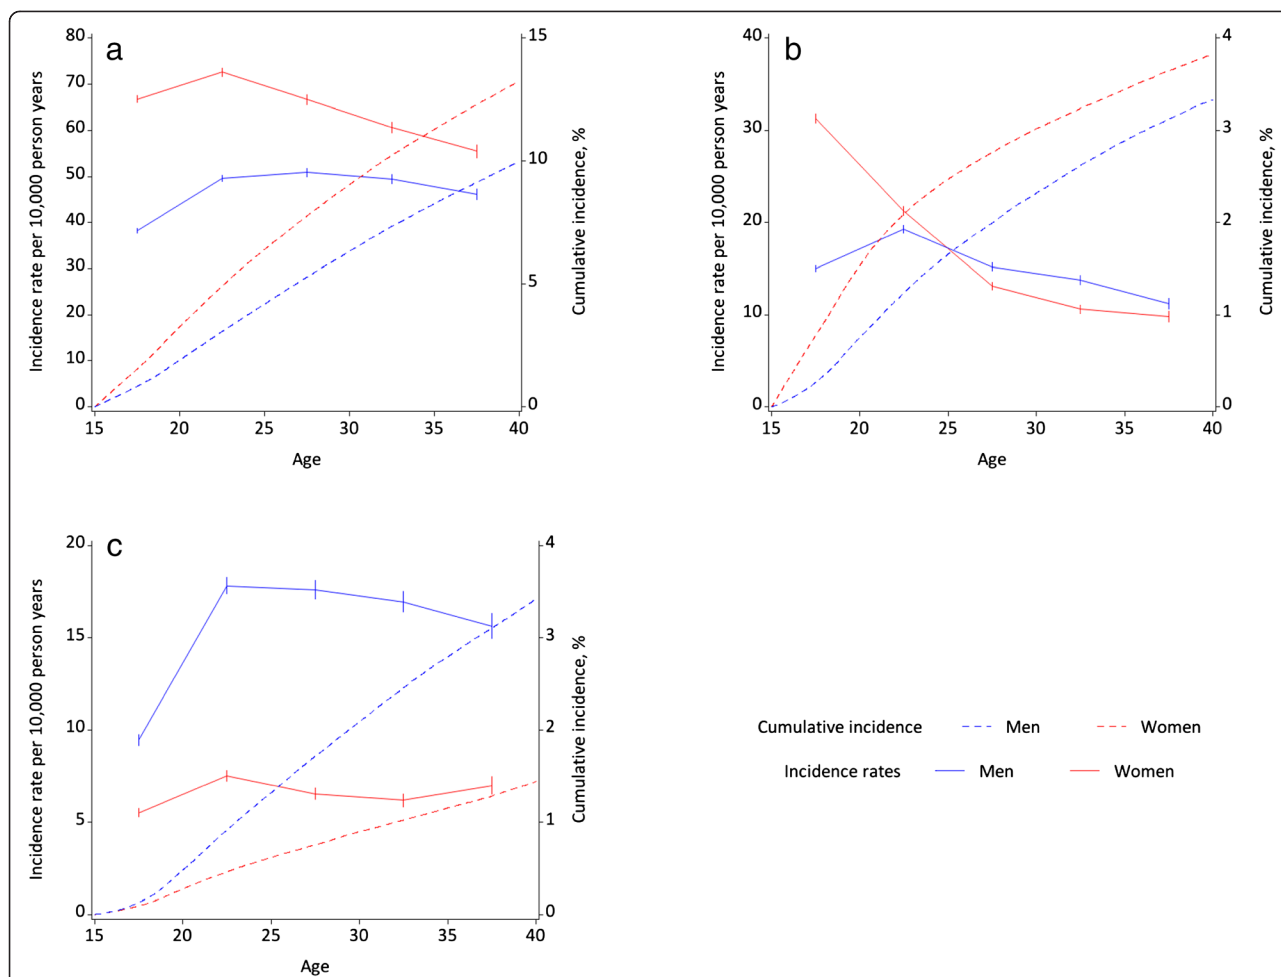 a
Incidence rate per 10,000 person years
80
70
60
50
40
30
20
10
0
15
10
5
0
Cumulative incidence, %
15 20 25 30 35 40
Age
b
Incidence rate per 10,000 person years
40
30
20
10
0
4
3
2
1
0
Cumulative incidence, %
15 20 25 30 35 40
Age
c
Incidence rate per 10,000 person years
20
15
10
5
0
4
3
2
1
0
Cumulative incidence, %
15 20 25 30 35 40
Age
Cumulative incidence Men Women
Incidence rates Men Women